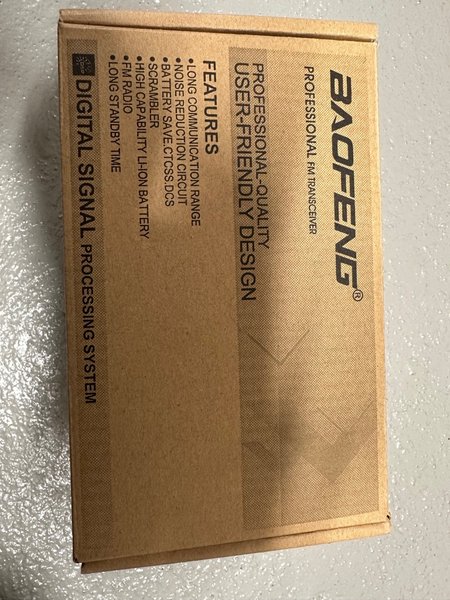 BAOFENG®
PROFESSIONAL FM TRANSCEIVER
PROFESSIONAL-QUALITY
USER-FRIENDLY DESIGN
FEATURES
•LONG COMMUNICATION RANGE
•NOISE REDUCTION CIRCUIT
•BATTERY SAVE.CTCSS.DCS
•SCRAMBLER
•HIGH CAPABILITY LI-ION BATTERY
•FM RADIO
•LONG STANDBY TIME
DIGITAL SIGNAL PROCESSING SYSTEM